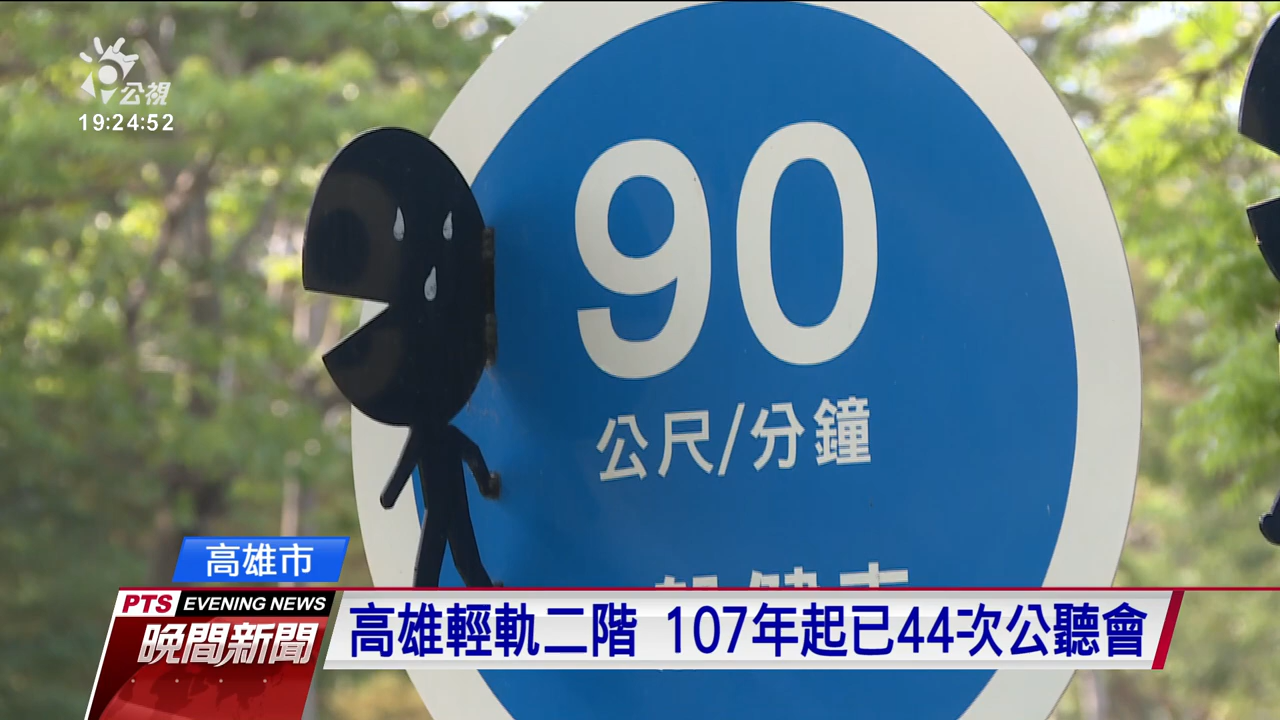 公視
19:24:52
90
公尺/分鐘
高雄市
PTS EVENING NEWS
晚間新聞
高雄輕軌二階 107年起已44次公聽會